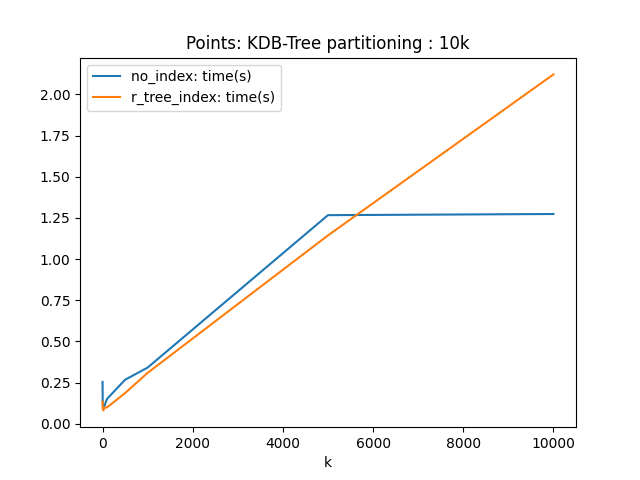 Points: KDB-Tree partitioning : 10k
no_index: time(s)
r_tree_index: time(s)
2.00
1.75
1.50
1.25
1.00
0.75
0.50
0.25
0.00
0 2000 4000 6000 8000 10000
k